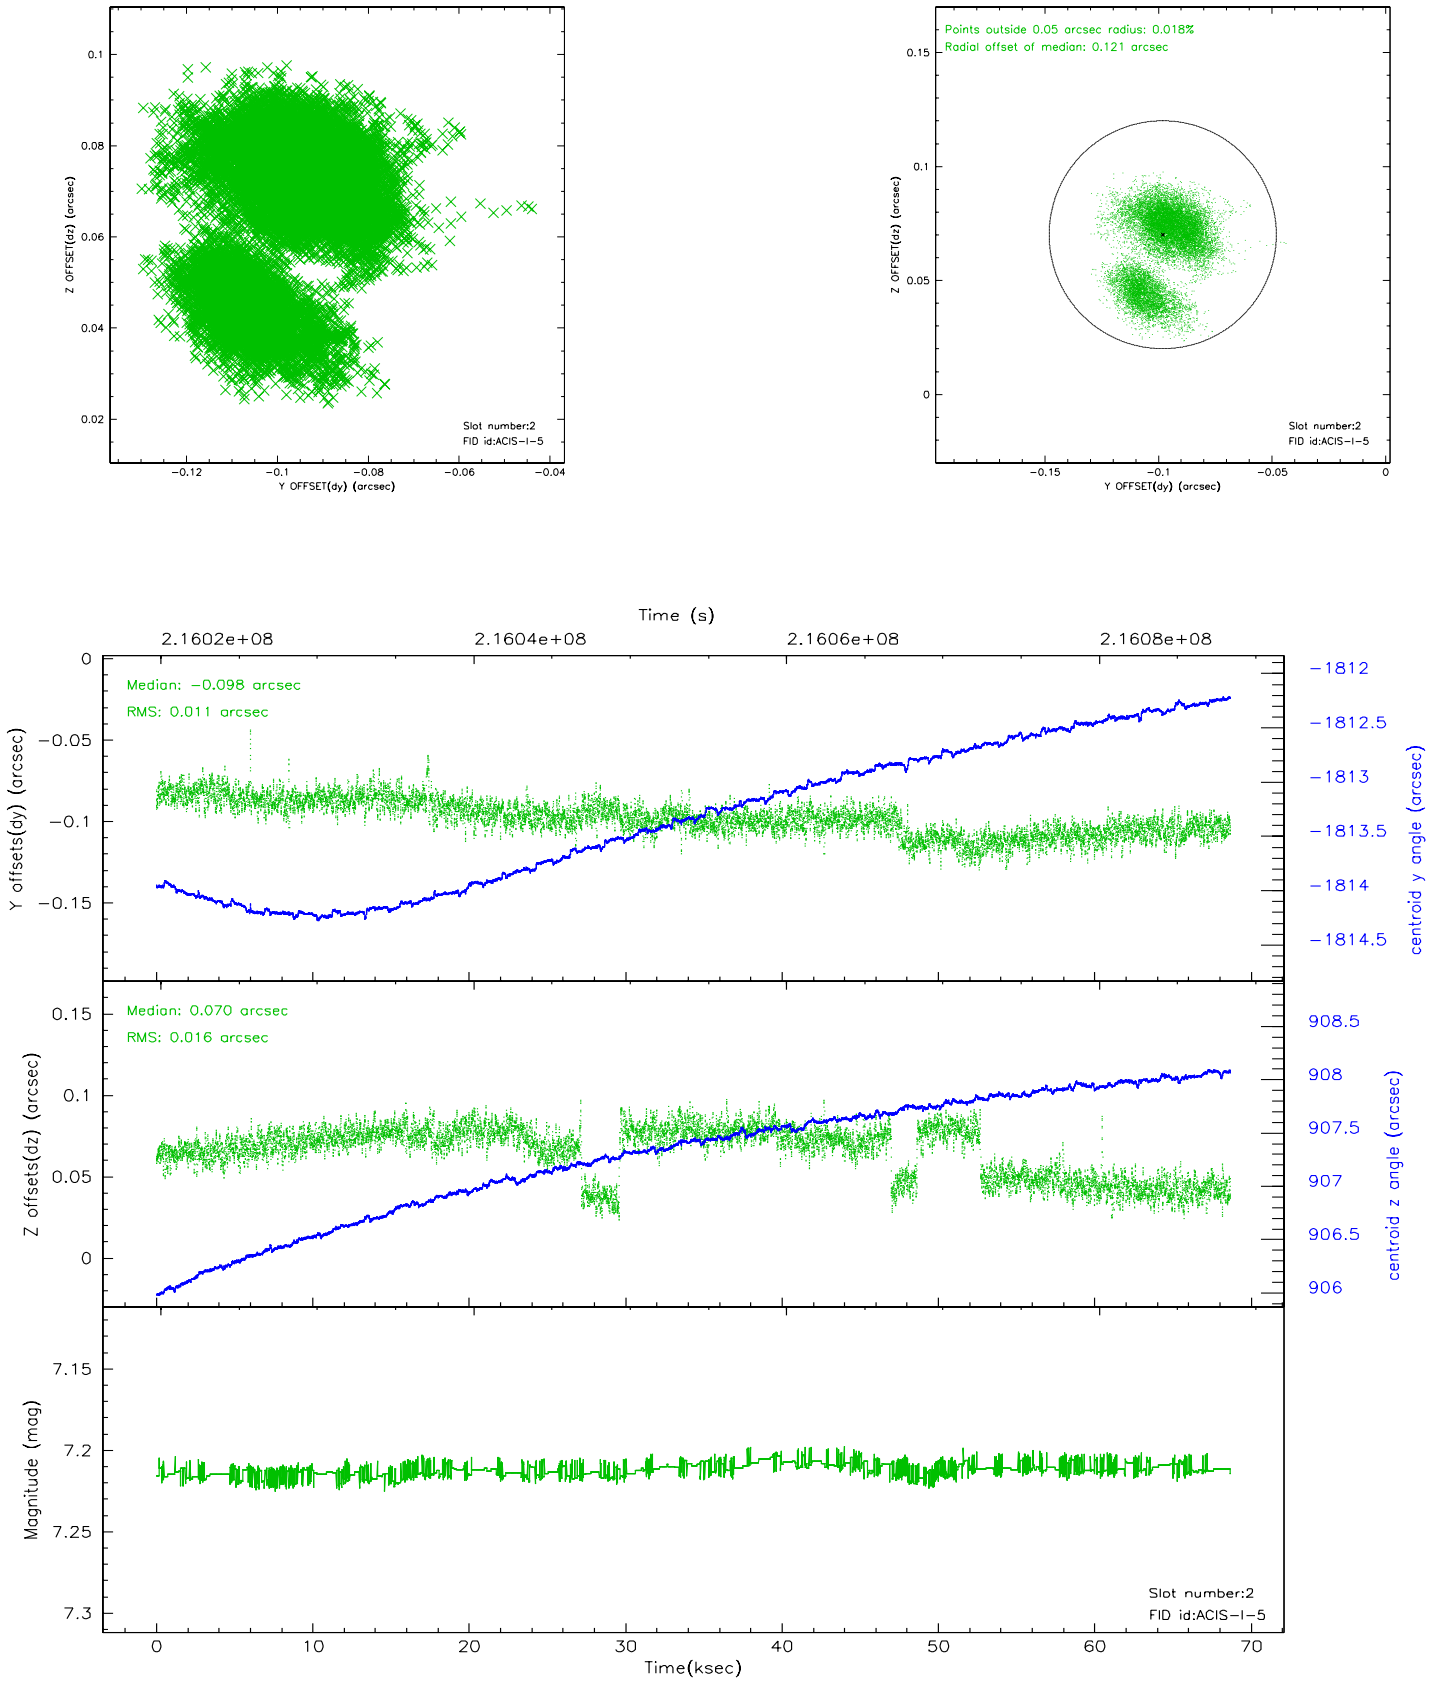 0.1
0.08
0.06
0.04
0.02
Z OFFSET(dz) (arcsec)
Slot number:2
FID id:ACIS-I-5
-0.12
-0.1
-0.08
-0.06
-0.04
Y OFFSET(dy) (arcsec)
Points outside 0.05 arcsec radius: 0.018%
Radial offset of median: 0.121 arcsec
0.15
0.1
0.05
0
Z OFFSET(dz) (arcsec)
Slot number:2
FID id:ACIS-I-5
-0.15
-0.1
-0.05
0
Y OFFSET(dy) (arcsec)
Time (s)
2.1602e+08
2.1604e+08
2.1606e+08
2.1608e+08
Median: -0.098 arcsec
RMS: 0.011 arcsec
0
-0.05
-0.1
-0.15
Y offsets(dy) (arcsec)
-1812
-1812.5
-1813
-1813.5
-1814
-1814.5
centroid y angle (arcsec)
Median: 0.070 arcsec
RMS: 0.016 arcsec
0.15
0.1
0.05
0
Z offsets(dz) (arcsec)
908.5
908
907.5
907
906.5
906
centroid z angle (arcsec)
7.15
7.2
7.25
7.3
Magnitude (mag)
Slot number:2
FID id:ACIS-I-5
0
10
20
30
40
50
60
70
Time(ksec)